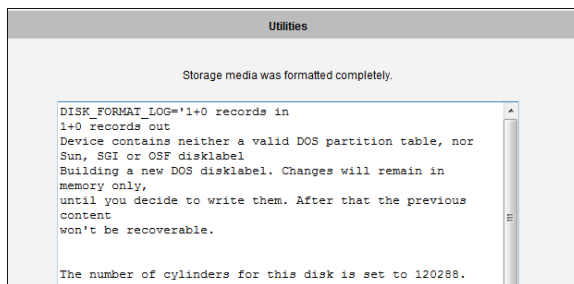 Utilities
Storage media was formatted completely.
DISK_FORMAT_LOG='1+0 records in
1+0 records out
Device contains neither a valid DOS partition table, nor
Sun, SGI or OSF disklabel
Building a new DOS disklabel. Changes will remain in
memory only,
until you decide to write them. After that the previous
content
won't be recoverable.
The number of cylinders for this disk is set to 120288.